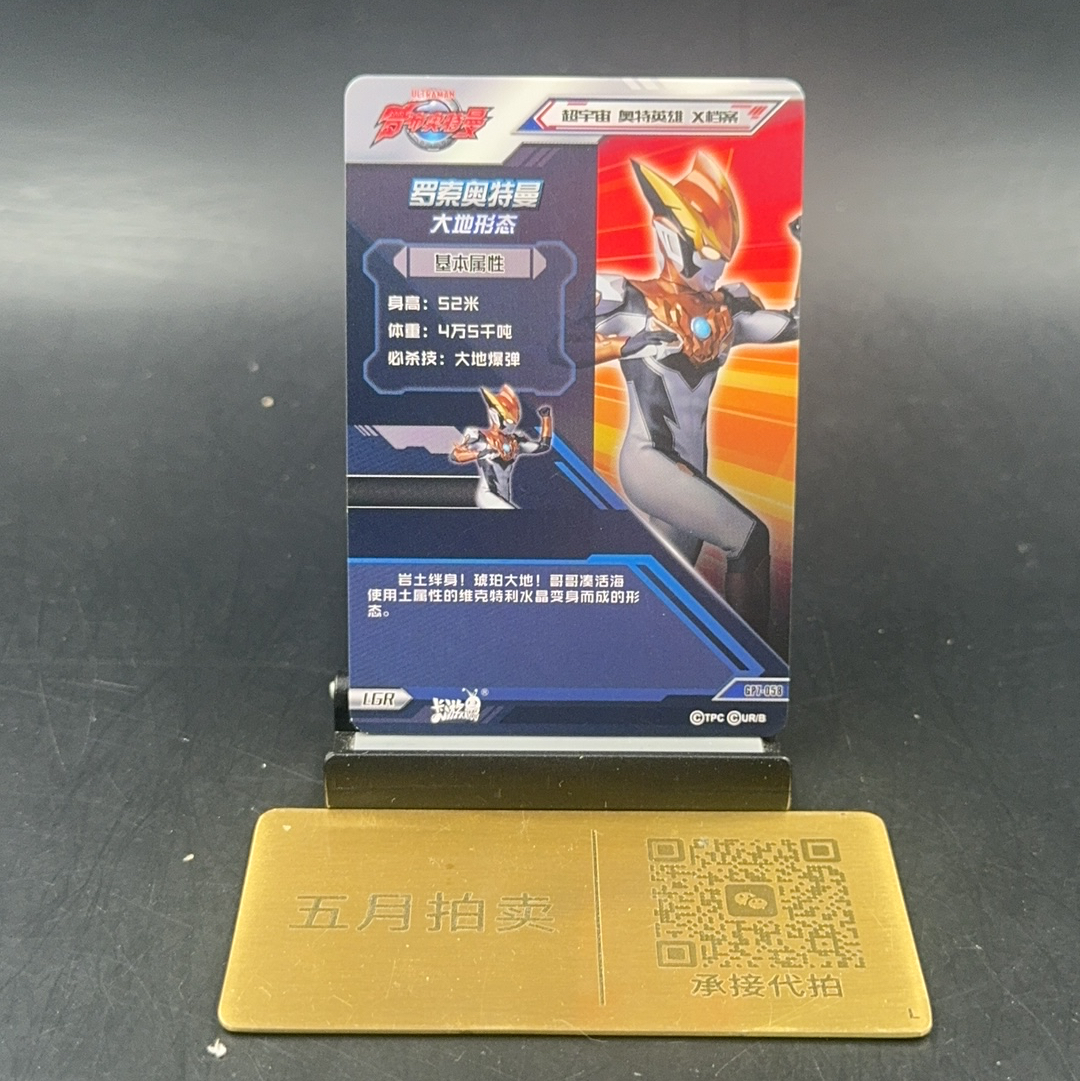 ULTRAMAN
罗布奥特曼
超宇宙 奥特英雄 X档案
罗索奥特曼
大地形态
基本属性
身高：52米
体重：4万5千吨
必杀技：大地爆弹
岩土绊身！琥珀大地！哥哥凑活海
使用土属性的维克特利水晶变身而成的形
态。
LGR
卡游
®
GP7-058
©TPC ©UR/B
五月拍卖
承接代拍
L